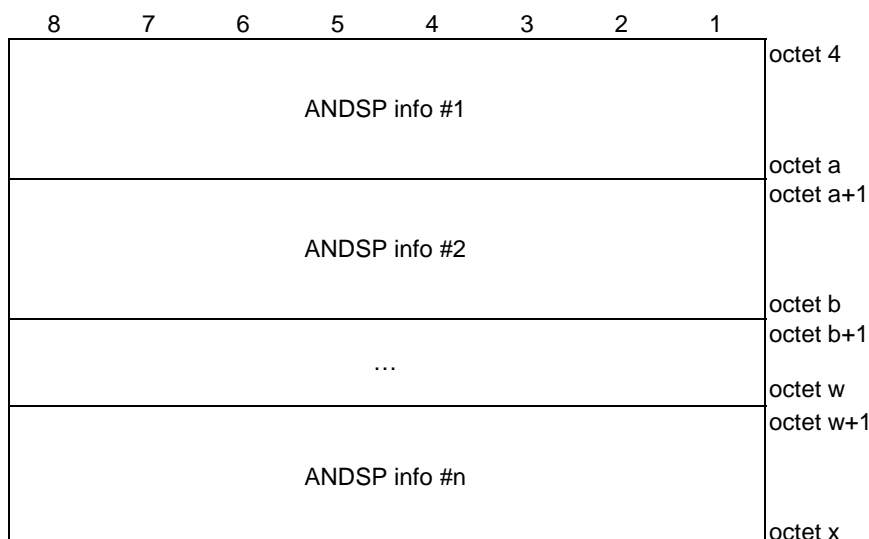 8 7 6 5 4 3 2 1
octet 4
ANDSP info #1
octet a
octet a+1
ANDSP info #2
octet b
octet b+1
…
octet w
octet w+1
ANDSP info #n
octet x